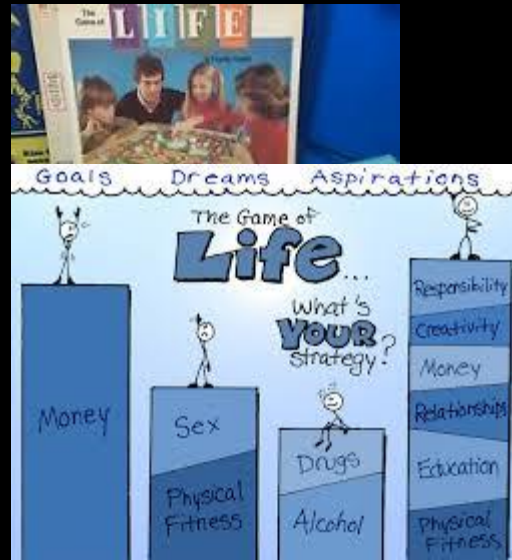 The
Game of
LIFE
Goals Dreams Aspirations
The Game of
Life...
What's
YOUR
strategy?
Money
Sex
Physical
Fitness
Drugs
Alcohol
Responsibility
Creativity
Money
Relationships
Education
Physical
Fitness